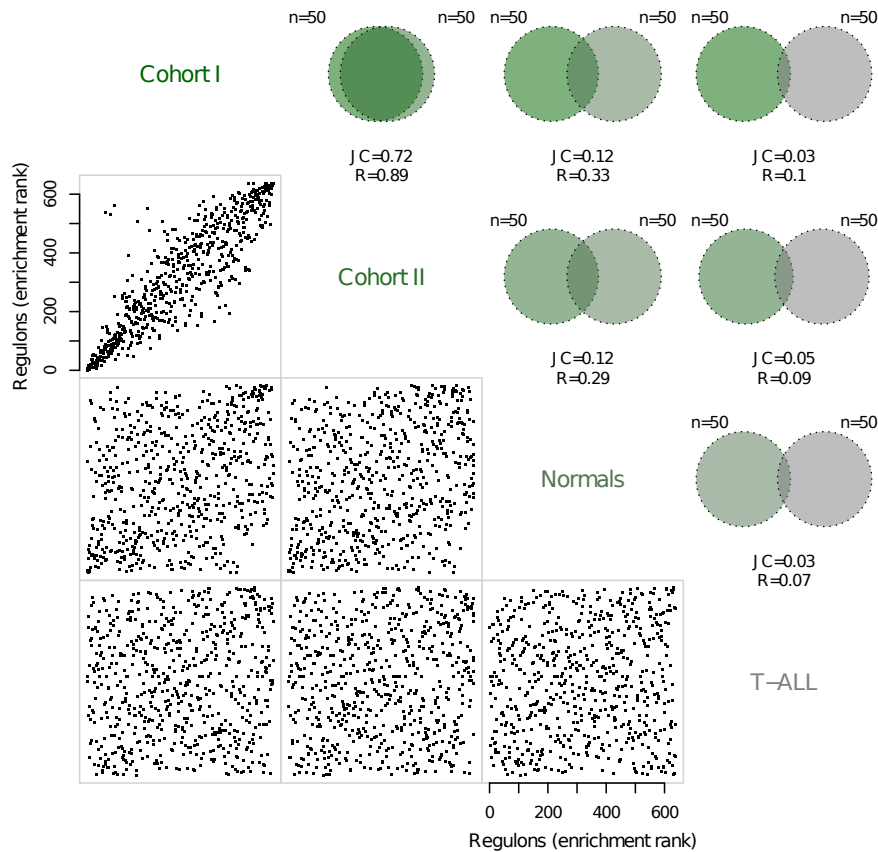 n=50 n=50 n=50 n=50 n=50 n=50
Cohort I
JC=0.72 JC=0.12 JC=0.03
R=0.89 R=0.33 R=0.1
Regulons (enrichment rank)
600
400
200
0
n=50 n=50 n=50 n=50
Cohort II
JC=0.12 JC=0.05
R=0.29 R=0.09
n=50 n=50
Normals
JC=0.03
R=0.07
T–ALL
0 200 400 600
Regulons (enrichment rank)